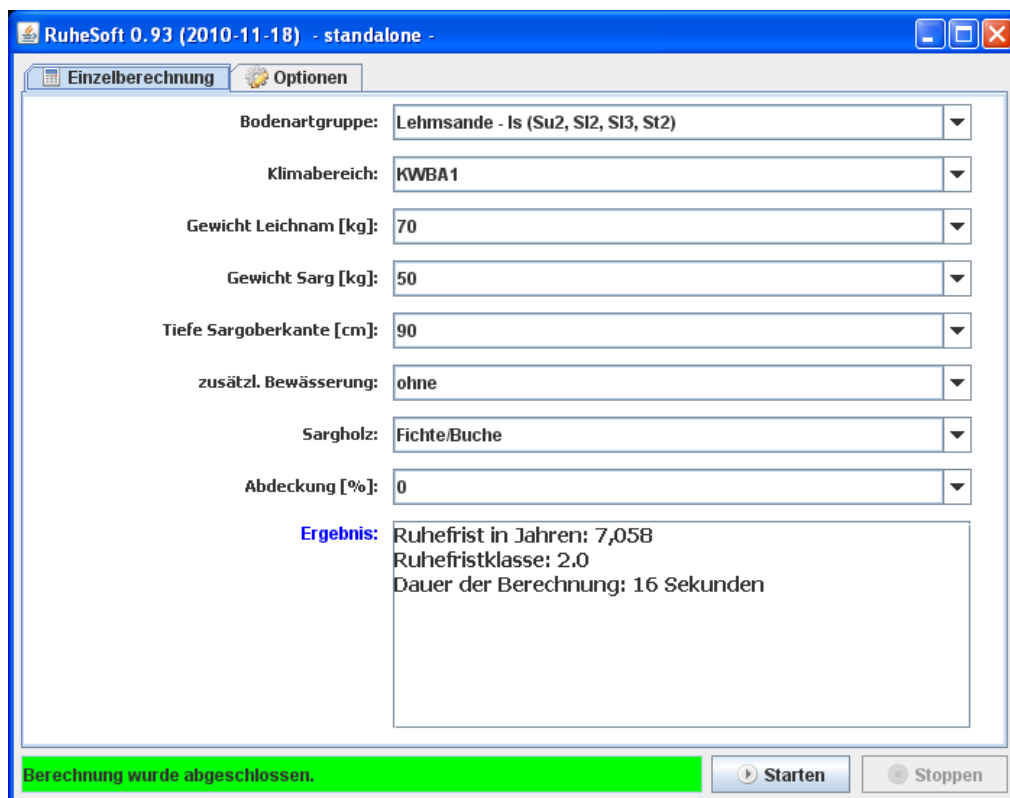 RuheSoft 0.93 (2010-11-18) - standalone -
Einzelberechnung Optionen
Bodenartgruppe: Lehmsande - ls (Su2, Sl2, Sl3, St2)
Klimabereich: KWBA1
Gewicht Leichnam [kg]: 70
Gewicht Sarg [kg]: 50
Tiefe Sargoberkante [cm]: 90
zusätzl. Bewässerung: ohne
Sargholz: Fichte/Buche
Abdeckung [%]: 0
Ergebnis: Ruhefrist in Jahren: 7,058
Ruhefristklasse: 2.0
Dauer der Berechnung: 16 Sekunden
Berechnung wurde abgeschlossen. Starten Stoppen